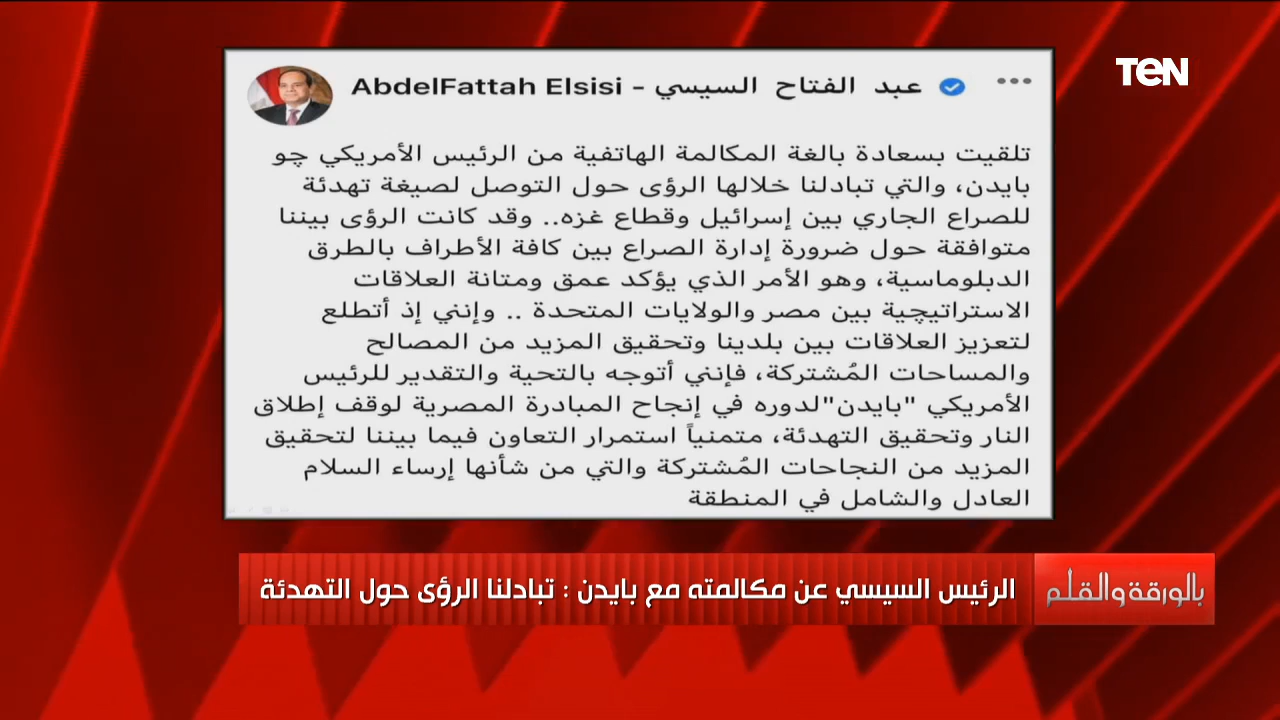 TEN
عبد الفتاح السيسي – AbdelFattah Elsisi
تلقيت بسعادة بالغة المكالمة الهاتفية من الرئيس الأمريكي چو
بايدن، والتي تبادلنا خلالها الرؤى حول التوصل لصيغة تهدئة
للصراع الجاري بين إسرائيل وقطاع غزه.. وقد كانت الرؤى بيننا
متوافقة حول ضرورة إدارة الصراع بين كافة الأطراف بالطرق
الدبلوماسية، وهو الأمر الذي يؤكد عمق ومتانة العلاقات
الاستراتيچية بين مصر والولايات المتحدة .. وإنني إذ أتطلع
لتعزيز العلاقات بين بلدينا وتحقيق المزيد من المصالح
والمساحات المُشتركة، فإنني أتوجه بالتحية والتقدير للرئيس
الأمريكي "بايدن"لدوره في إنجاح المبادرة المصرية لوقف إطلاق
النار وتحقيق التهدئة، متمنياً استمرار التعاون فيما بيننا لتحقيق
المزيد من النجاحات المُشتركة والتي من شأنها إرساء السلام
العادل والشامل في المنطقة
بالورقة والقلم
الرئيس السيسي عن مكالمته مع بايدن : تبادلنا الرؤى حول التهدئة